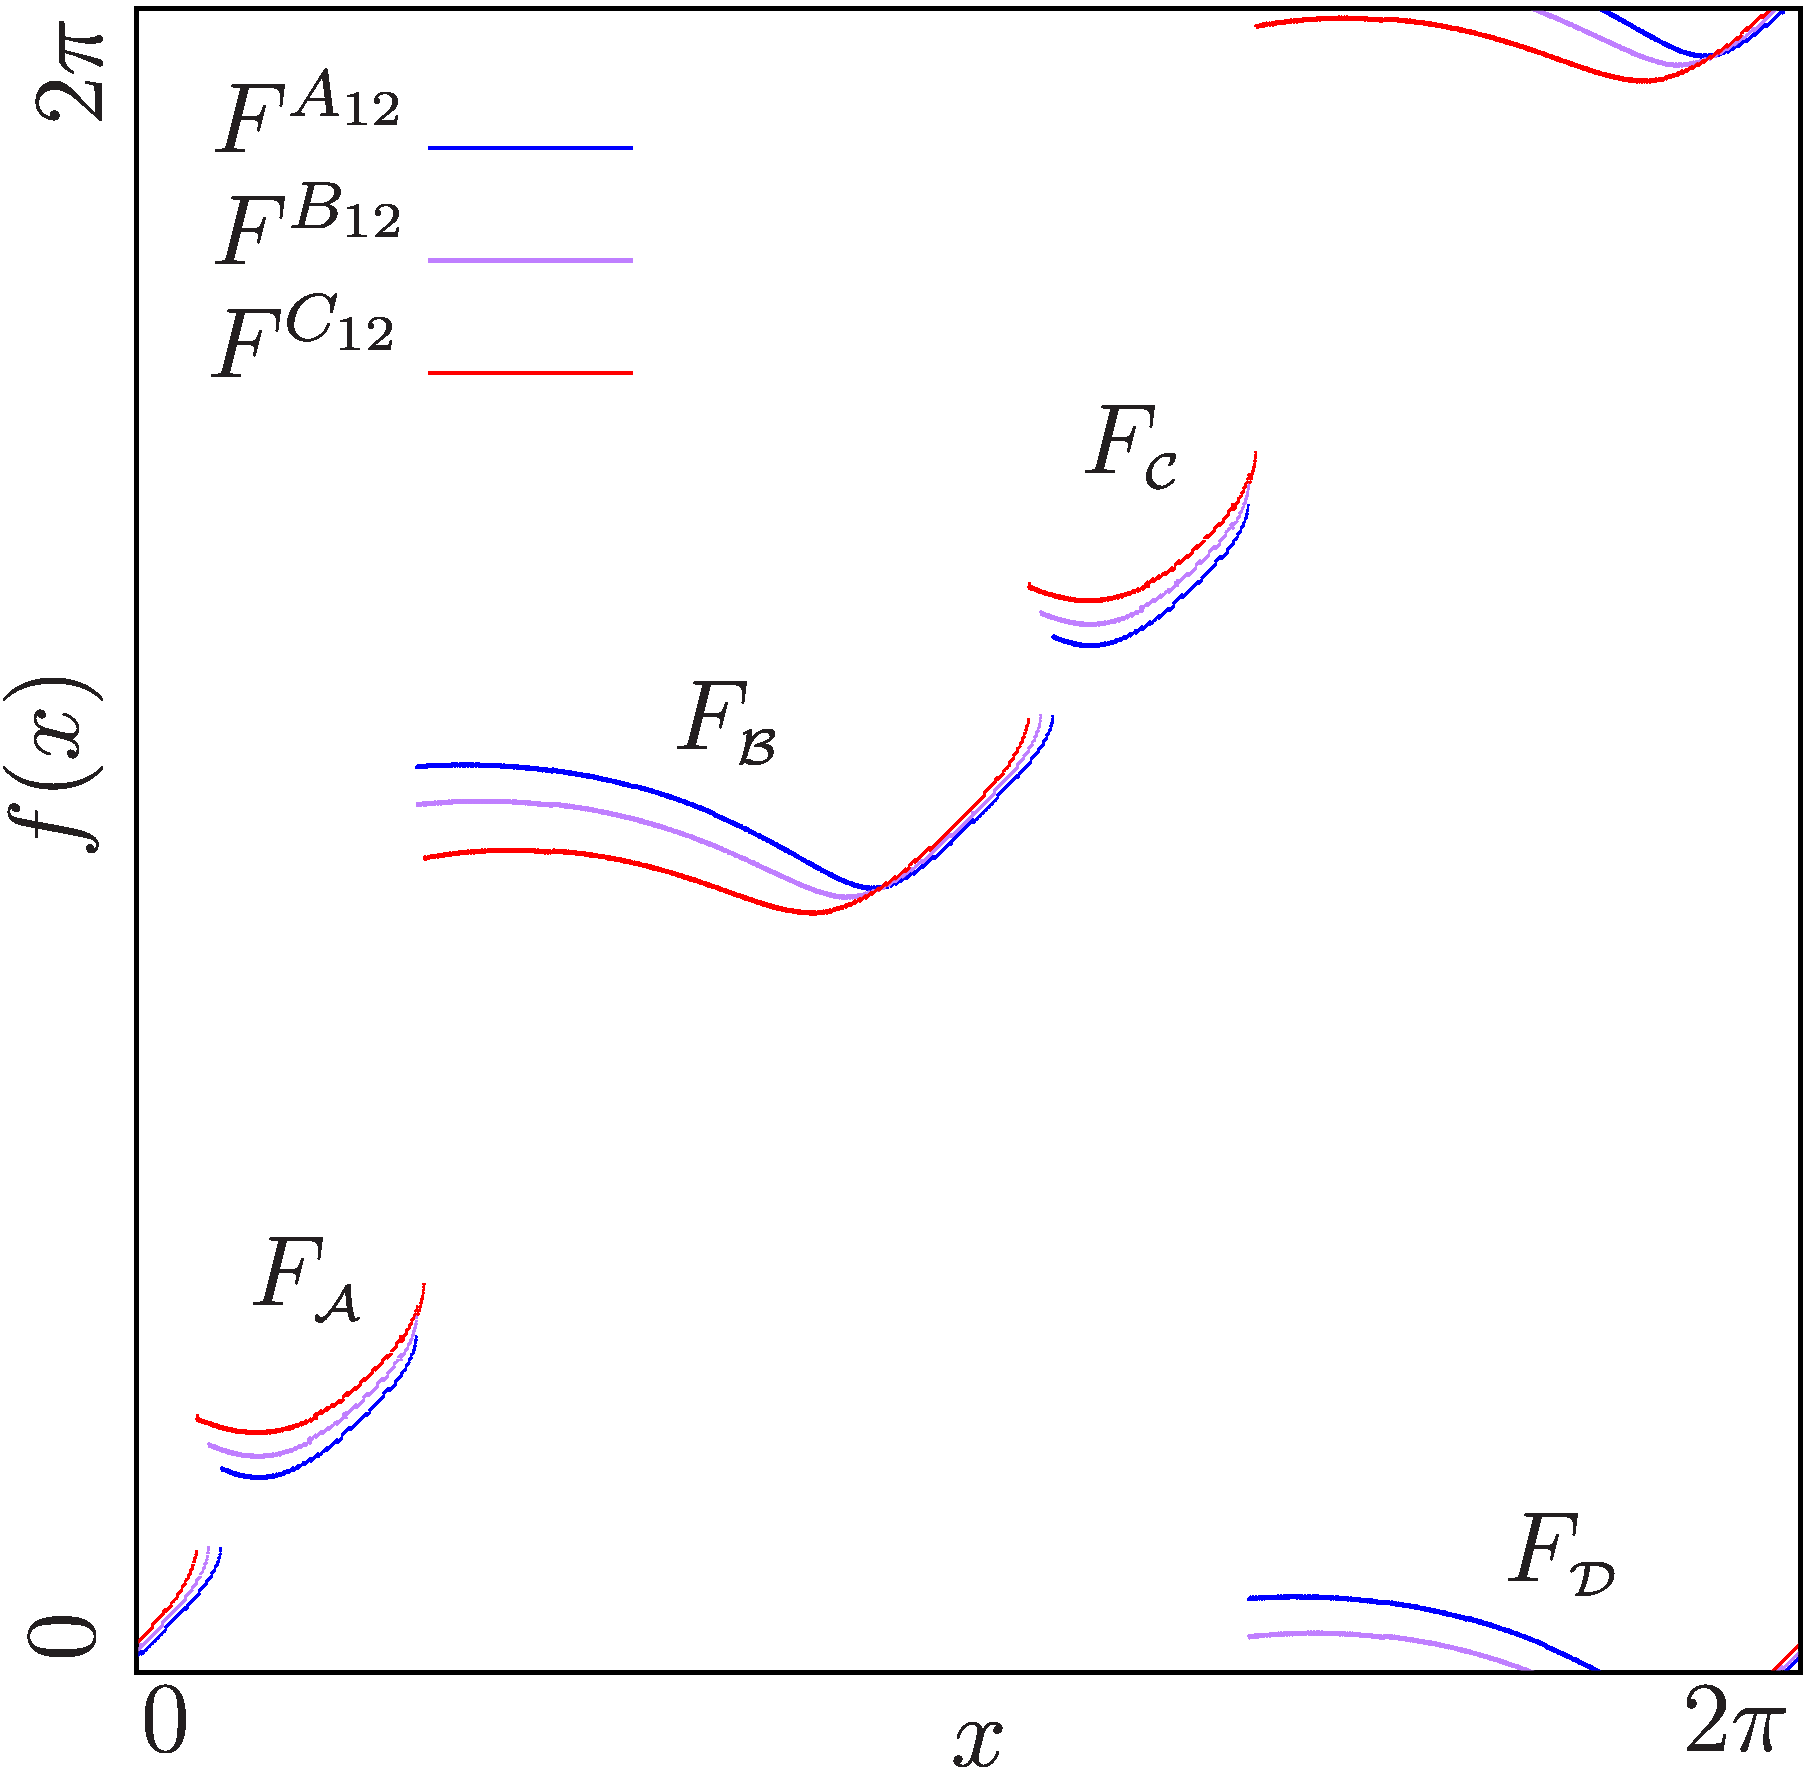 2π
F^{A_{12}}
F^{B_{12}}
F^{C_{12}}
F_𝒞
f(x)
F_ℬ
F_𝒜
F_𝒟
0
0
x
2π